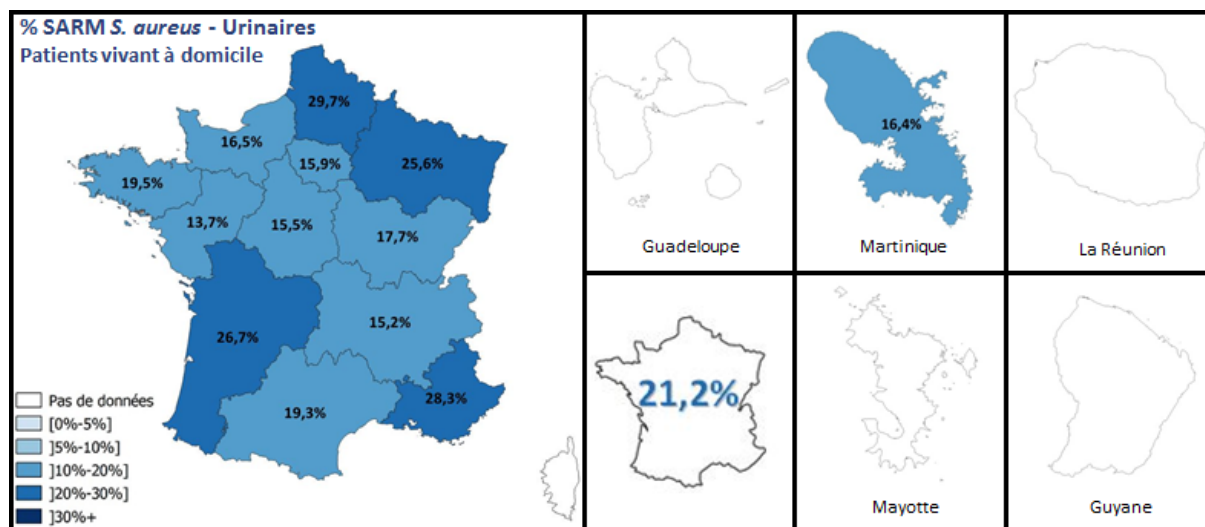 % SARM S. aureus - Urinaires
Patients vivant à domicile
29,7%
16,5%
15,9%
25,6%
19,5%
13,7%
15,5%
17,7%
26,7%
15,2%
19,3%
28,3%
Pas de données
[0%-5%]
]5%-10%]
]10%-20%]
]20%-30%]
]30%+
Guadeloupe
16,4%
Martinique
La Réunion
21,2%
Mayotte
Guyane